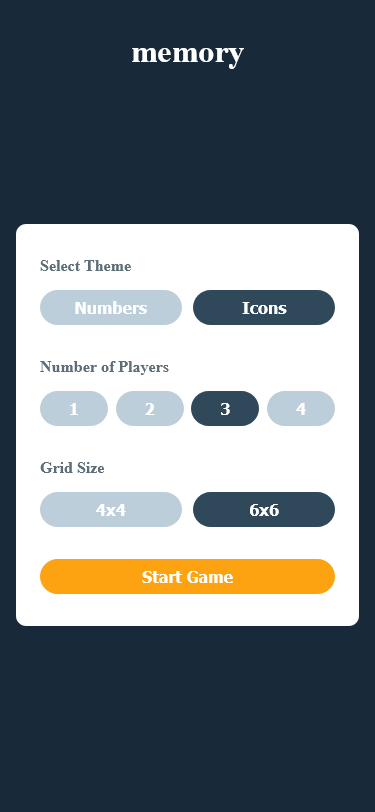 memory
Select Theme
Numbers Icons
Number of Players
1 2 3 4
Grid Size
4x4 6x6
Start Game